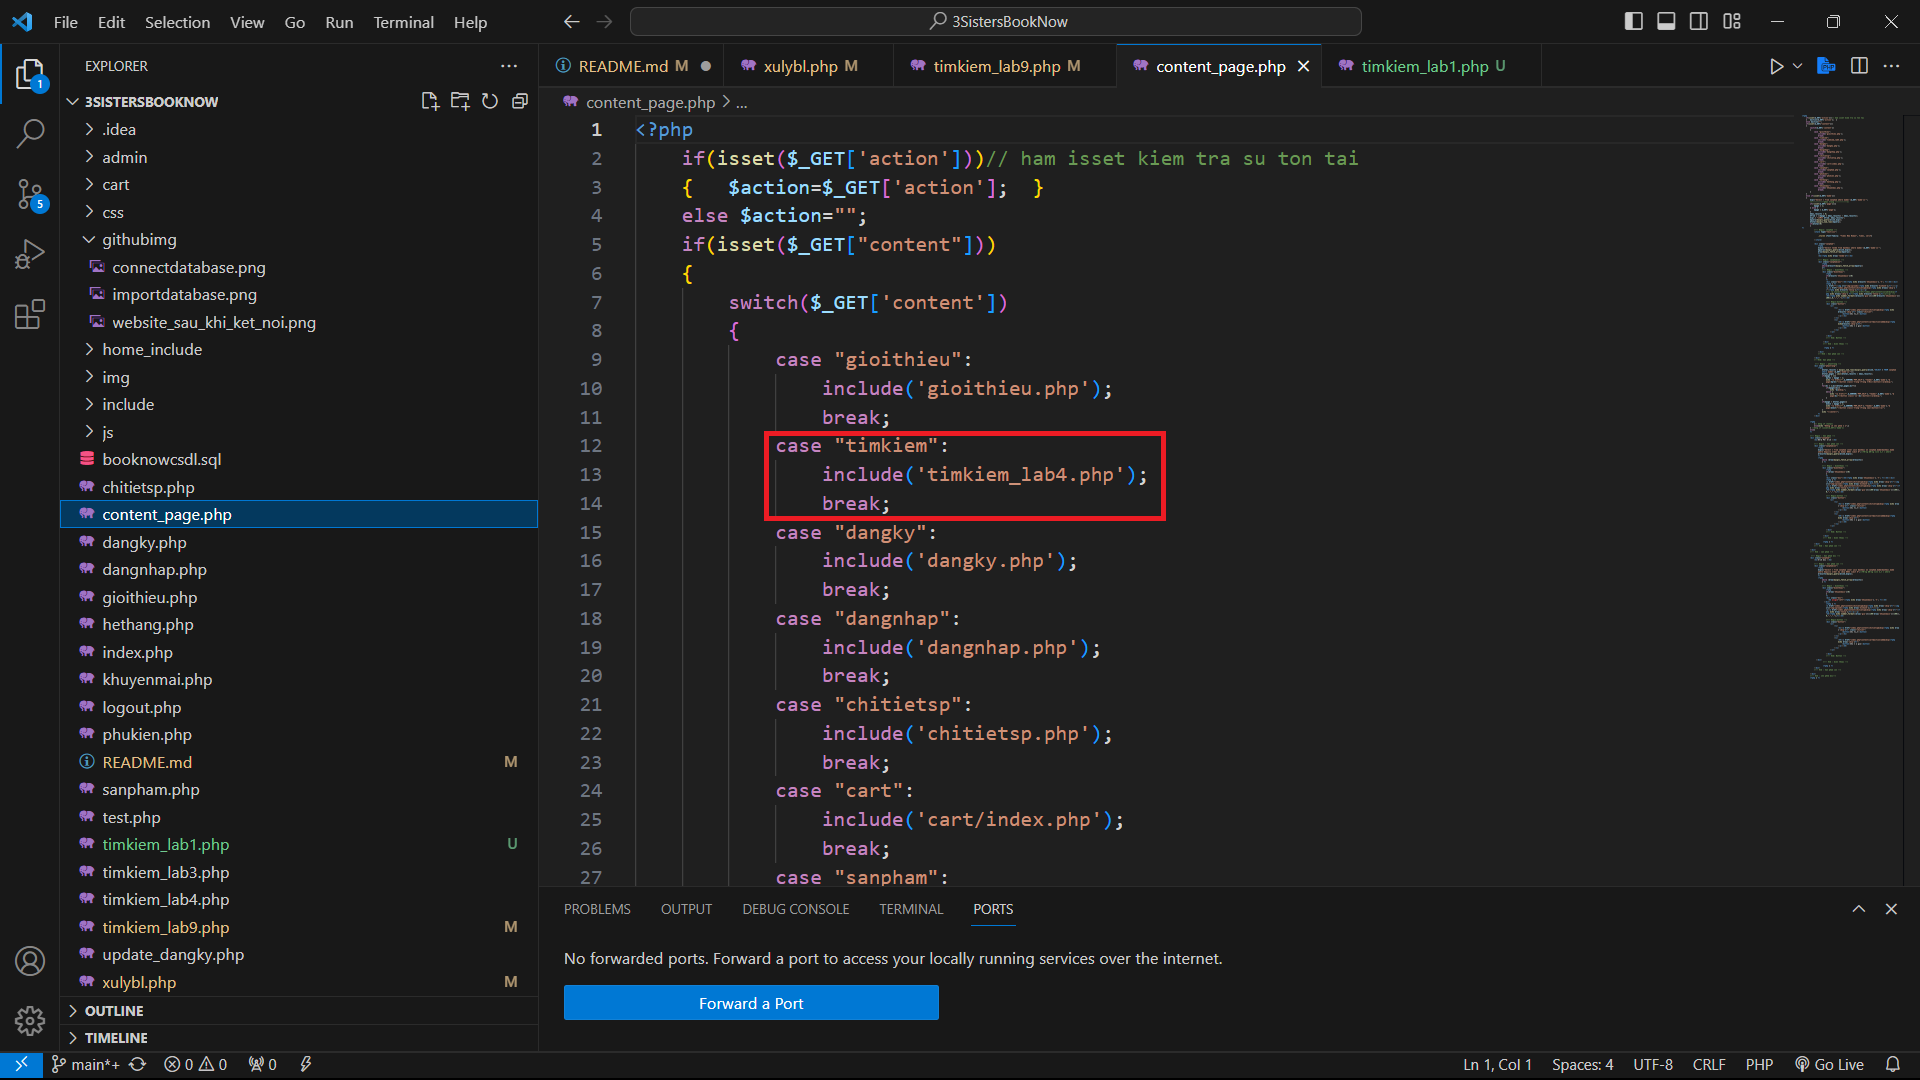 File Edit Selection View Go Run Terminal Help
3SistersBookNow
EXPLORER
3SISTERSBOOKNOW
.idea
admin
cart
css
githubimg
connectdatabase.png
importdatabase.png
website_sau_khi_ket_noi.png
home_include
img
include
js
booknowcsdl.sql
chitietsp.php
content_page.php
dangky.php
dangnhap.php
gioithieu.php
hethang.php
index.php
khuyenmai.php
logout.php
phukien.php
README.md M
sanpham.php
test.php
timkiem_lab1.php U
timkiem_lab3.php
timkiem_lab4.php
timkiem_lab9.php M
update_dangky.php
xulybl.php M
OUTLINE
TIMELINE
1
5
README.md M
xulybl.php M
timkiem_lab9.php M
content_page.php
timkiem_lab1.php U
content_page.php > ...
1 <?php
2 if(isset($_GET['action']))// ham isset kiem tra su ton tai
3 { $action=$_GET['action']; }
4 else $action="";
5 if(isset($_GET["content"]))
6 {
7 switch($_GET['content'])
8 {
9 case "gioithieu":
10 include('gioithieu.php');
11 break;
12 case "timkiem":
13 include('timkiem_lab4.php');
14 break;
15 case "dangky":
16 include('dangky.php');
17 break;
18 case "dangnhap":
19 include('dangnhap.php');
20 break;
21 case "chitietsp":
22 include('chitietsp.php');
23 break;
24 case "cart":
25 include('cart/index.php');
26 break;
27 case "sanpham":
PROBLEMS OUTPUT DEBUG CONSOLE TERMINAL PORTS
No forwarded ports. Forward a port to access your locally running services over the internet.
Forward a Port
main*+ 0 0 0 Ln 1, Col 1 Spaces: 4 UTF-8 CRLF PHP Go Live